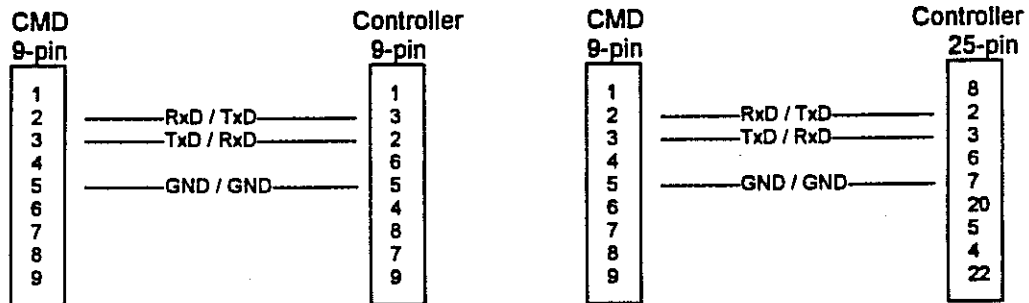 CMD Controller
9-pin 9-pin
1 1
2 RxD / TxD 3
3 TxD / RxD 2
4 6
5 GND / GND 5
6 4
7 8
8 7
9 9
CMD Controller
9-pin 25-pin
1 8
2 RxD / TxD 2
3 TxD / RxD 3
4 6
5 GND / GND 7
6 20
7 5
8 4
9 22